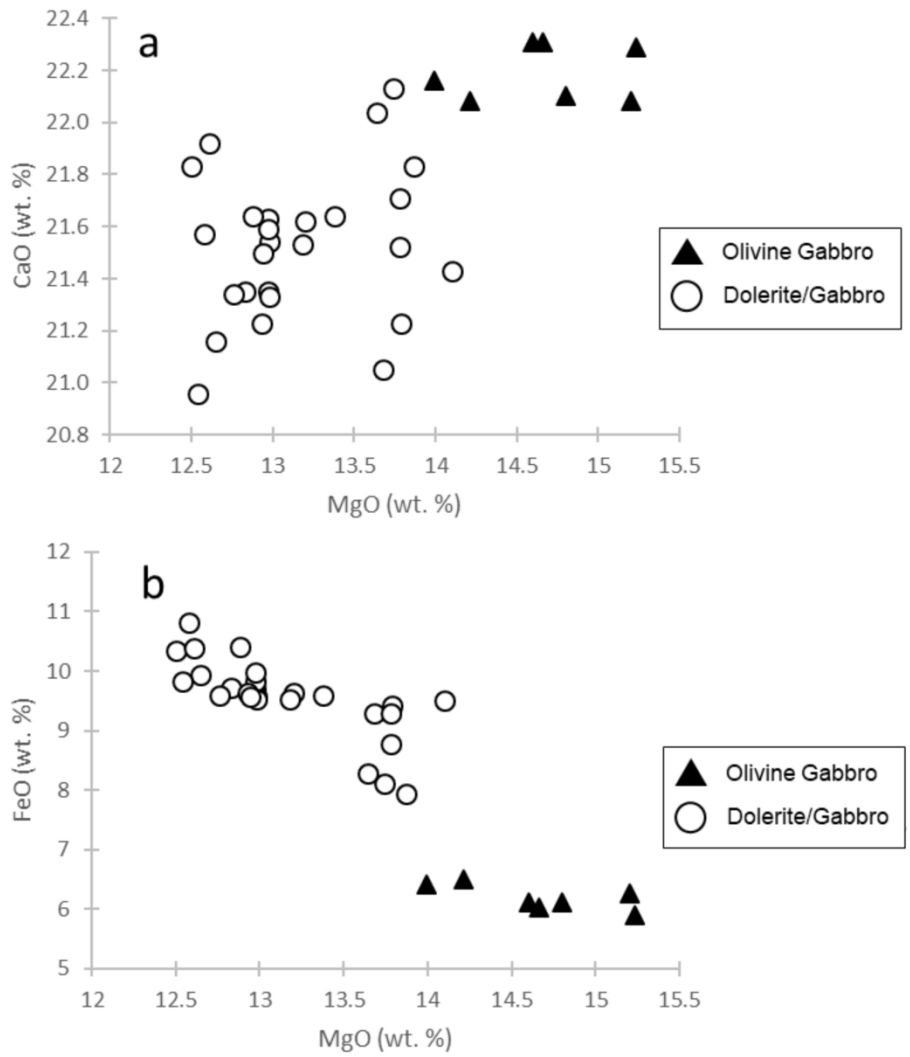 a
22.4
22.2
22.0
21.8
21.6
21.4
21.2
21.0
20.8
CaO (wt. %)
12 12.5 13 13.5 14 14.5 15 15.5
MgO (wt. %)
Olivine Gabbro
Dolerite/Gabbro
b
12
11
10
9
8
7
6
5
FeO (wt. %)
12 12.5 13 13.5 14 14.5 15 15.5
MgO (wt. %)
Olivine Gabbro
Dolerite/Gabbro